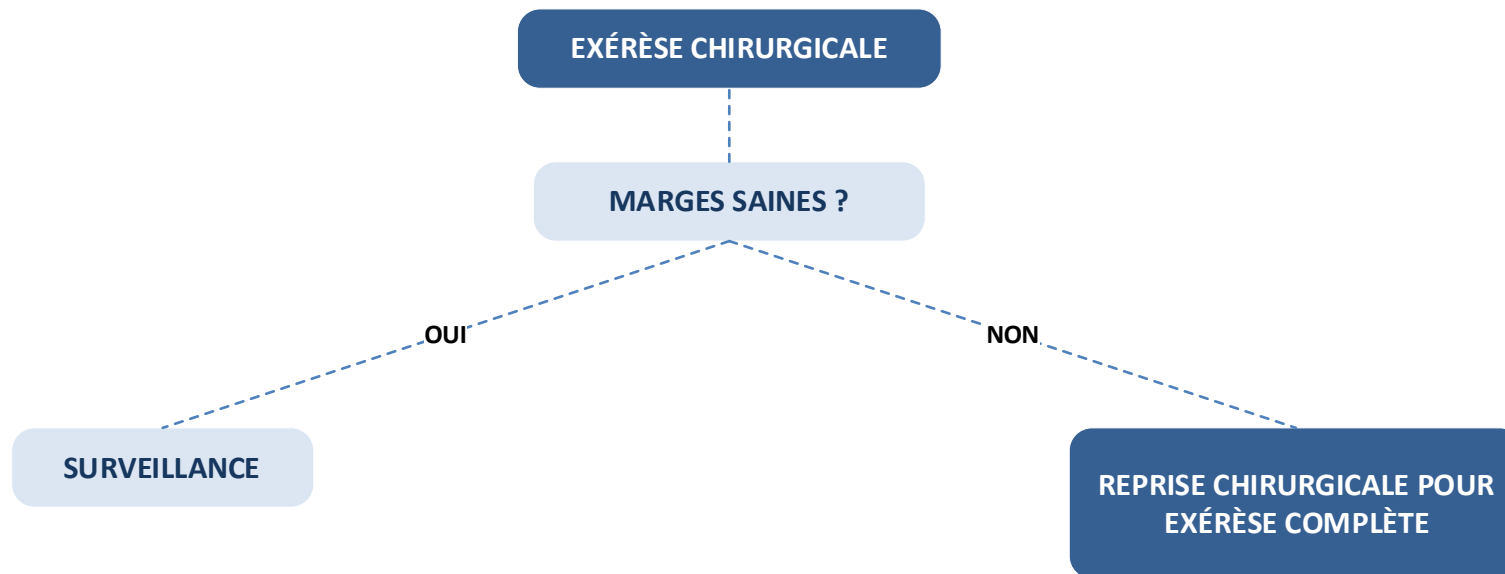 EXÉRÈSE CHIRURGICALE
MARGES SAINES ?
OUI
NON
SURVEILLANCE
REPRISE CHIRURGICALE POUR
EXÉRÈSE COMPLÈTE